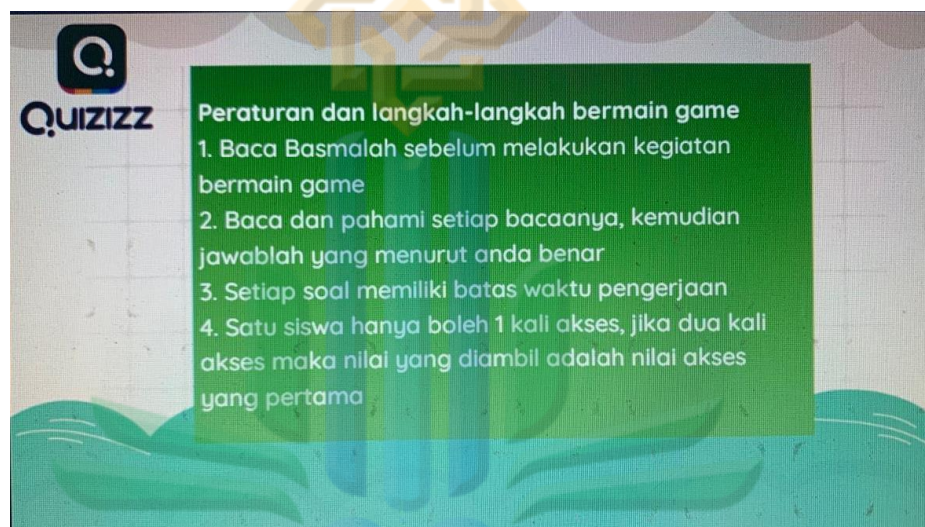 QUIZIZZ
Peraturan dan langkah-langkah bermain game
1. Baca Basmalah sebelum melakukan kegiatan
bermain game
2. Baca dan pahami setiap bacaanya, kemudian
jawablah yang menurut anda benar
3. Setiap soal memiliki batas waktu pengerjaan
4. Satu siswa hanya boleh 1 kali akses, jika dua kali
akses maka nilai yang diambil adalah nilai akses
yang pertama